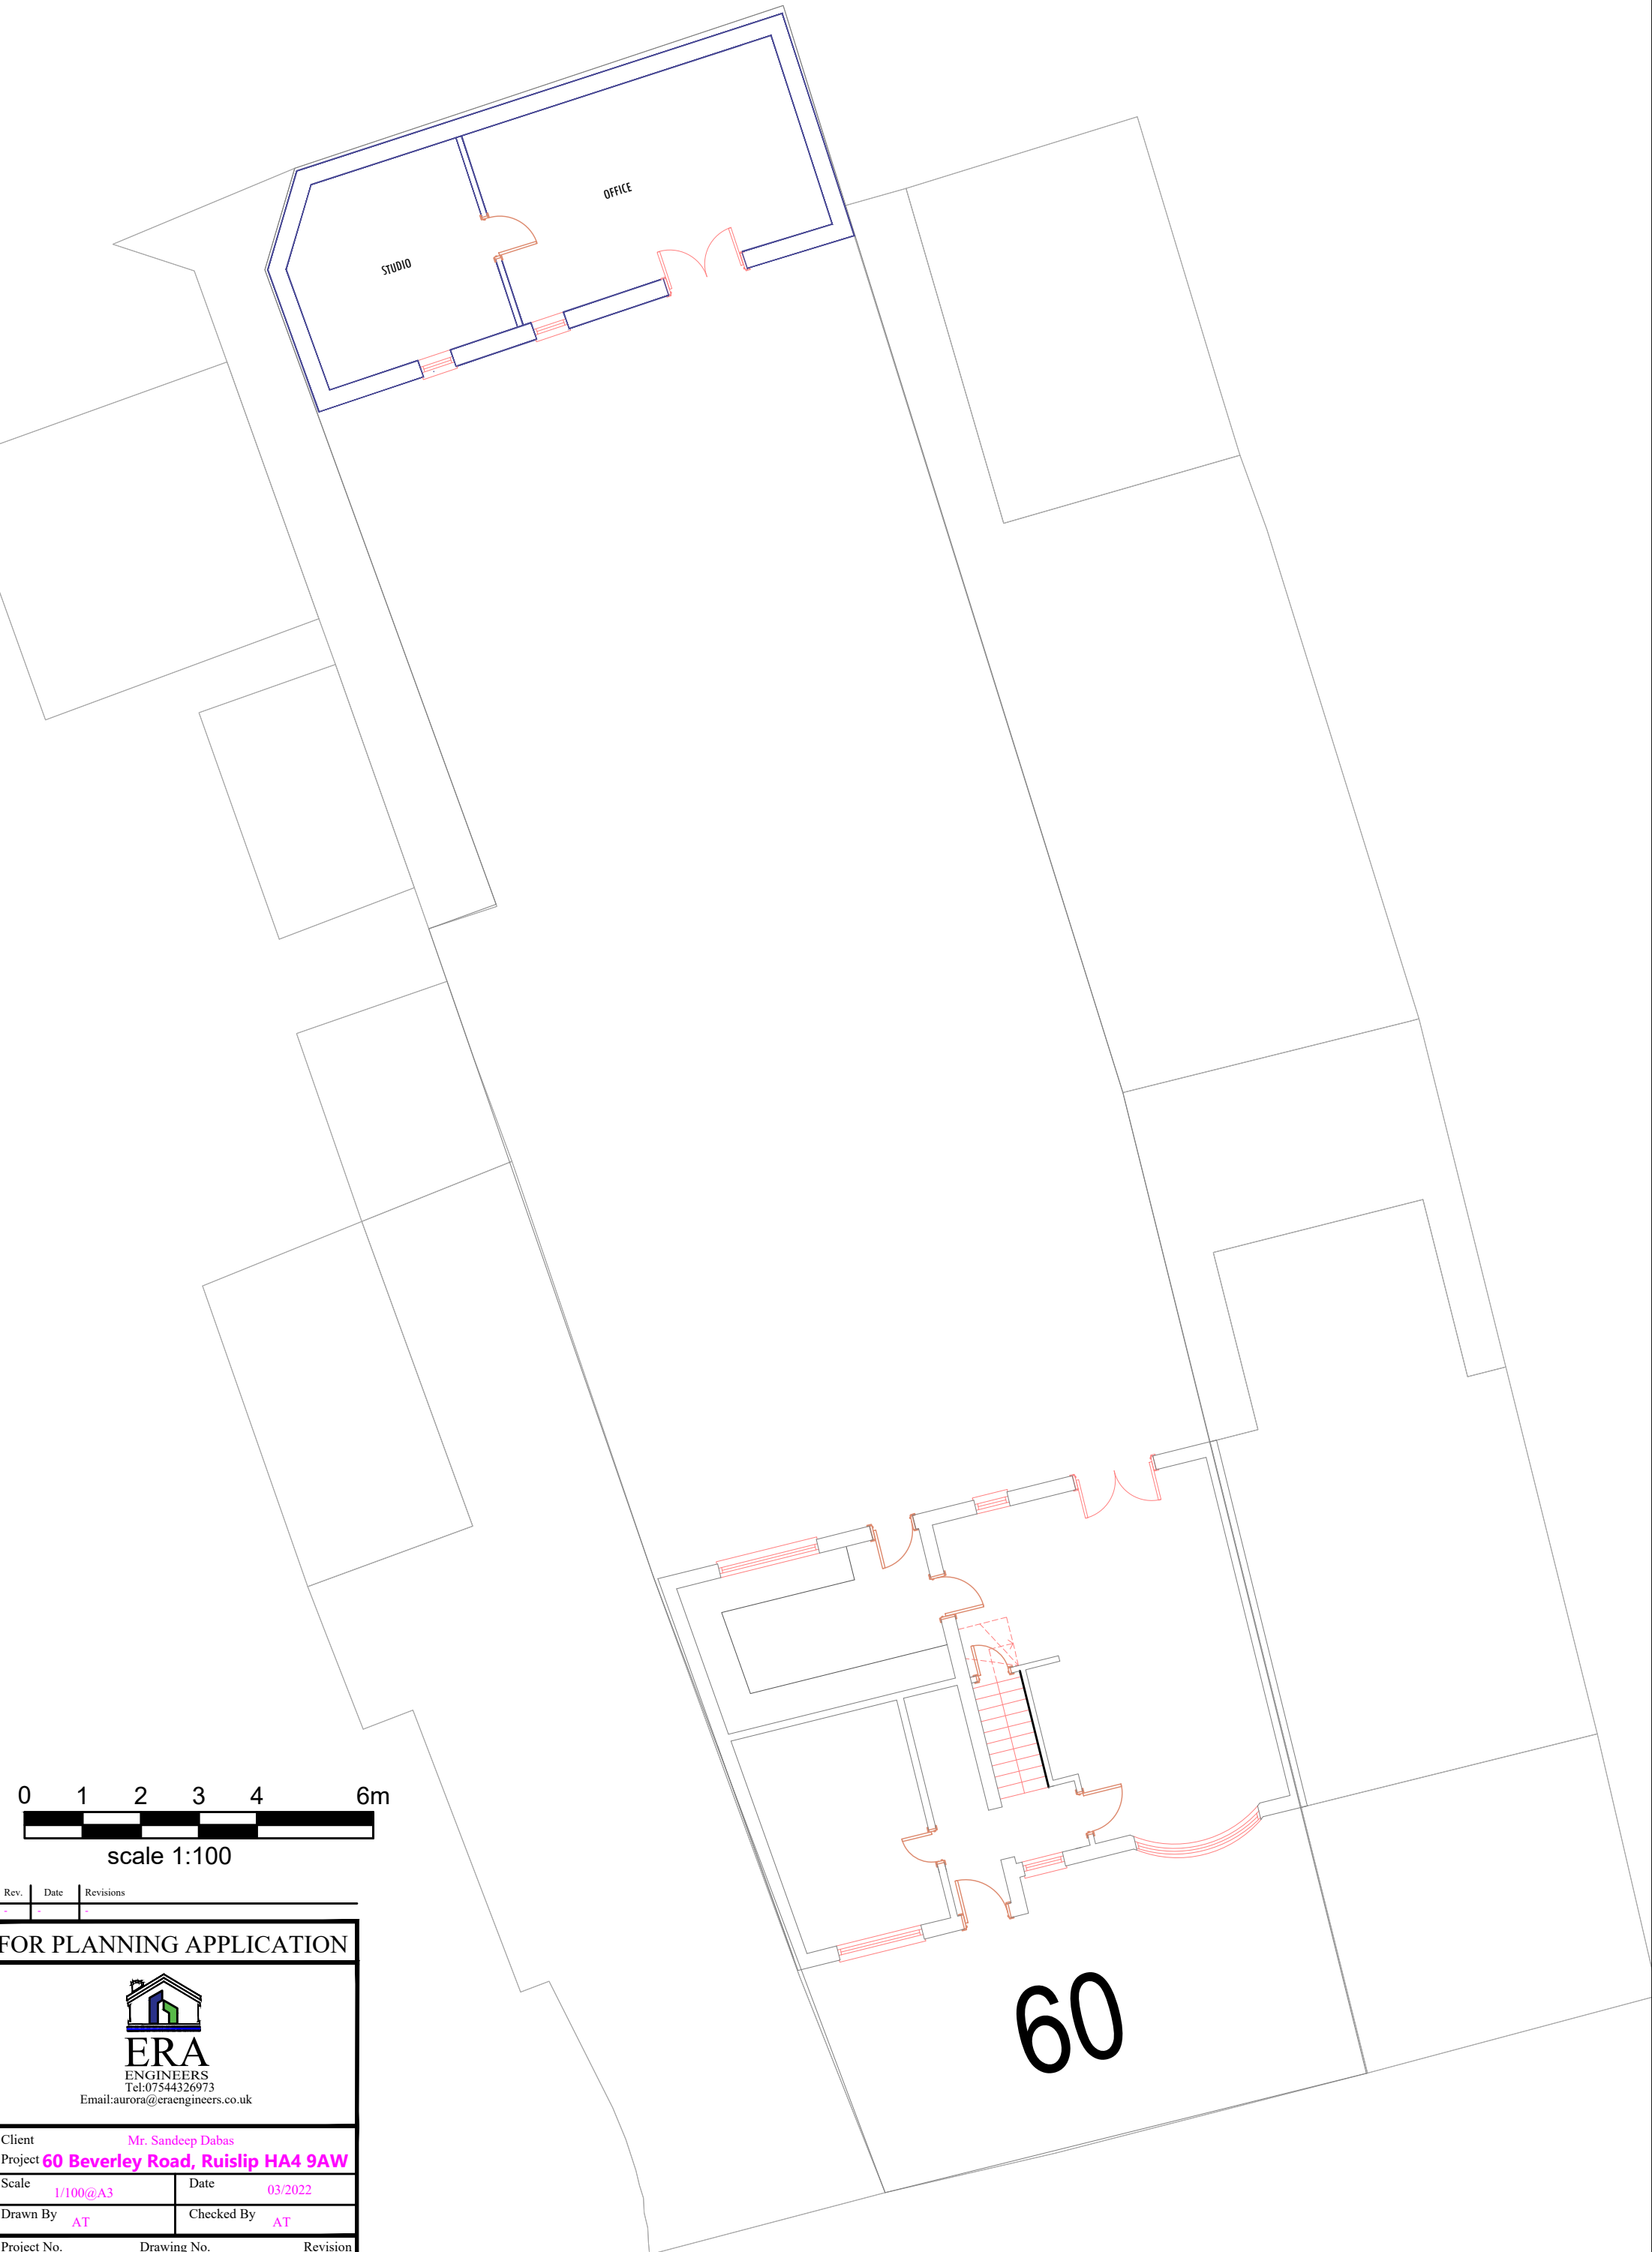 OFFICE
STUDIO
60
0 1 2 3 4 6m
scale 1:100
Rev. Date Revisions
- - -
FOR PLANNING APPLICATION
ERA
ENGINEERS
Tel:07544326973
Email:aurora@eraengineers.co.uk
Client Mr. Sandeep Dabas
Project 60 Beverley Road, Ruislip HA4 9AW
Scale 1/100@A3 Date 03/2022
Drawn By AT Checked By AT
Project No. Drawing No. Revision